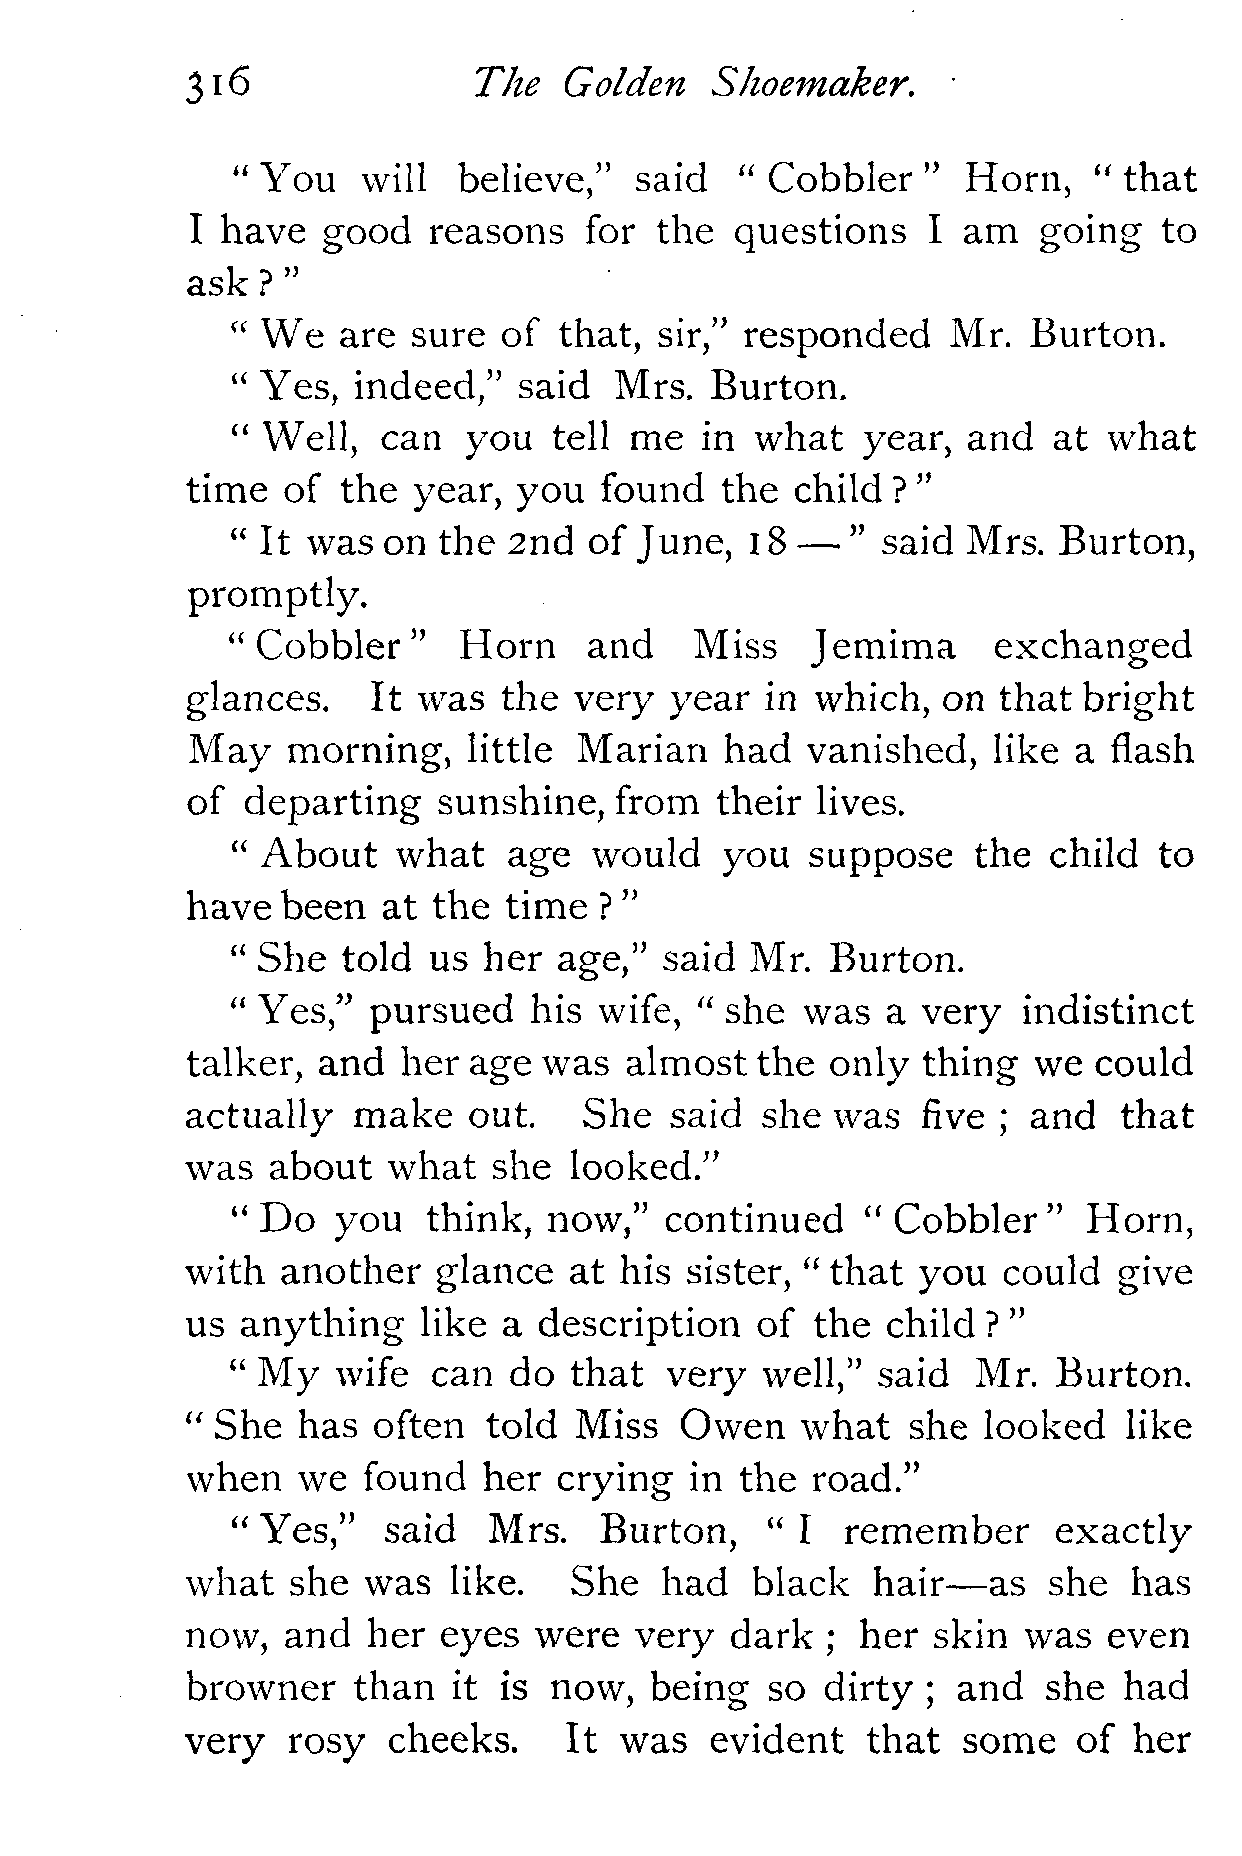 316 The Golden Shoemaker.
“ You will believe,” said “ Cobbler ” Horn, “ that
I have good reasons for the questions I am going to
ask ? ”
“ We are sure of that, sir,” responded Mr. Burton.
“ Yes, indeed,” said Mrs. Burton.
“ Well, can you tell me in what year, and at what
time of the year, you found the child ? ”
“ It was on the 2nd of June, 18 — ” said Mrs. Burton,
promptly.
“ Cobbler ” Horn and Miss Jemima exchanged
glances. It was the very year in which, on that bright
May morning, little Marian had vanished, like a flash
of departing sunshine, from their lives.
“ About what age would you suppose the child to
have been at the time ? ”
“ She told us her age,” said Mr. Burton.
“ Yes,” pursued his wife, “ she was a very indistinct
talker, and her age was almost the only thing we could
actually make out. She said she was five ; and that
was about what she looked.”
“ Do you think, now,” continued “ Cobbler ” Horn,
with another glance at his sister, “ that you could give
us anything like a description of the child ? ”
“ My wife can do that very well,” said Mr. Burton.
“ She has often told Miss Owen what she looked like
when we found her crying in the road.”
“ Yes,” said Mrs. Burton, “ I remember exactly
what she was like. She had black hair—as she has
now, and her eyes were very dark ; her skin was even
browner than it is now, being so dirty ; and she had
very rosy cheeks. It was evident that some of her